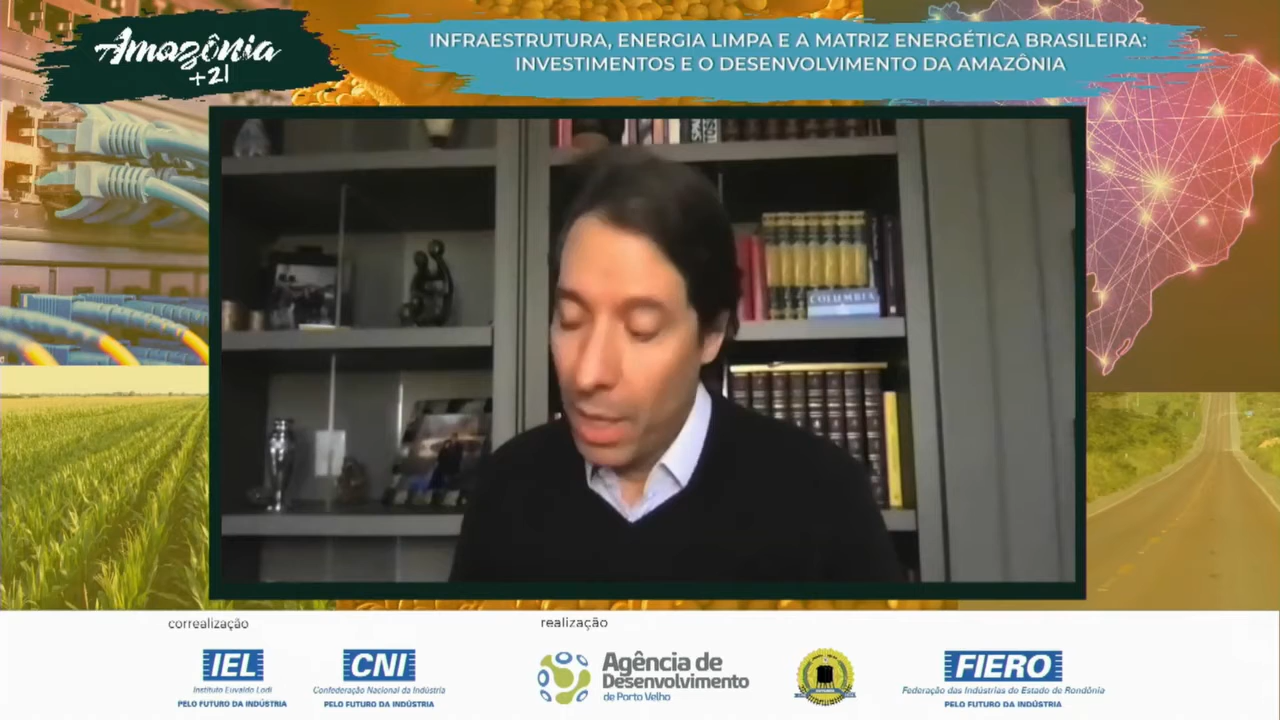 Amazônia
+21
INFRAESTRUTURA, ENERGIA LIMPA E A MATRIZ ENERGÉTICA BRASILEIRA:
INVESTIMENTOS E O DESENVOLVIMENTO DA AMAZÔNIA
COLUMBIA
correalização
realização
IEL
Instituto Euvaldo Lodi
PELO FUTURO DA INDÚSTRIA
CNI
Confederação Nacional da Indústria
PELO FUTURO DA INDÚSTRIA
Agência de
Desenvolvimento
de Porto Velho
FIERO
Federação das Indústrias do Estado de Rondônia
PELO FUTURO DA INDÚSTRIA